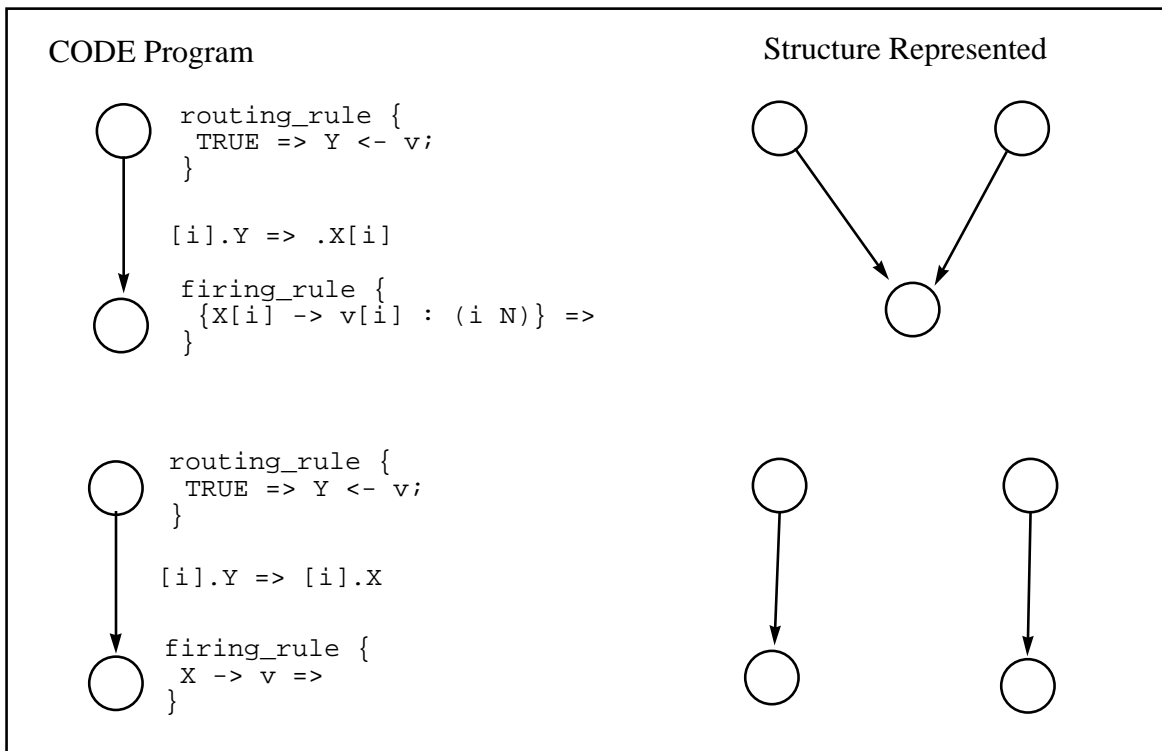 CODE Program
Structure Represented
routing_rule {
TRUE => Y <- v;
}
[i].Y => .X[i]
firing_rule {
{X[i] -> v[i] : (i N)} =>
}
routing_rule {
TRUE => Y <- v;
}
[i].Y => [i].X
firing_rule {
X -> v =>
}